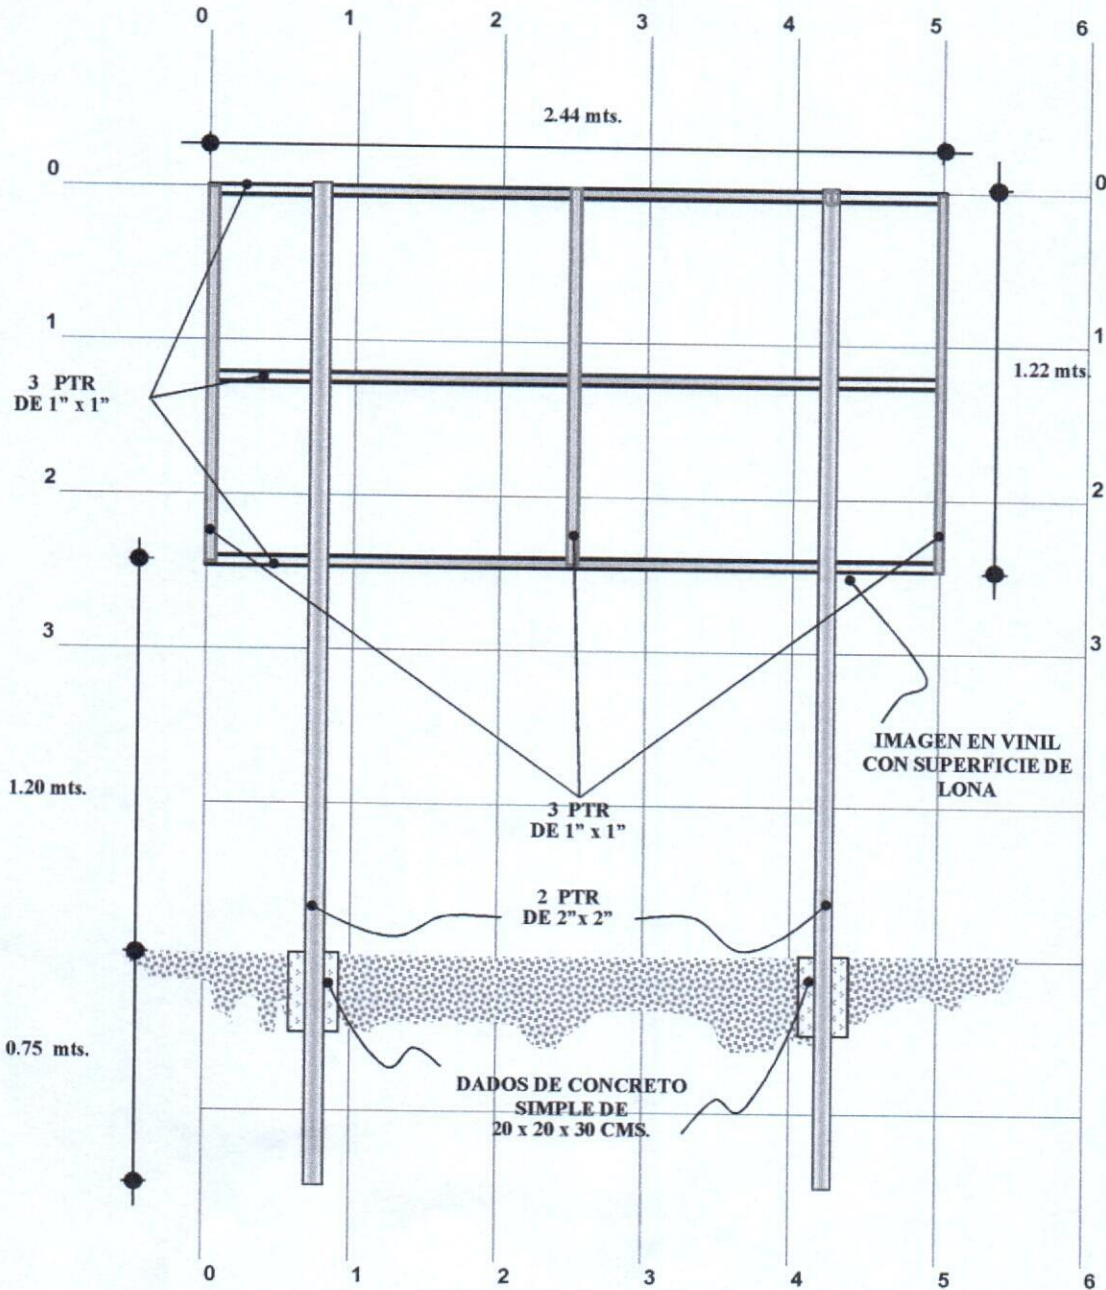 0 1 2 3 4 5 6
2.44 mts.
0 0
1 1
1.22 mts.
3 PTR
DE 1" x 1"
2 2
3 3
IMAGEN EN VINIL
CON SUPERFICIE DE
LONA
1.20 mts.
3 PTR
DE 1" x 1"
2 PTR
DE 2" x 2"
0.75 mts.
DADOS DE CONCRETO
SIMPLE DE
20 x 20 x 30 CMS.
0 1 2 3 4 5 6